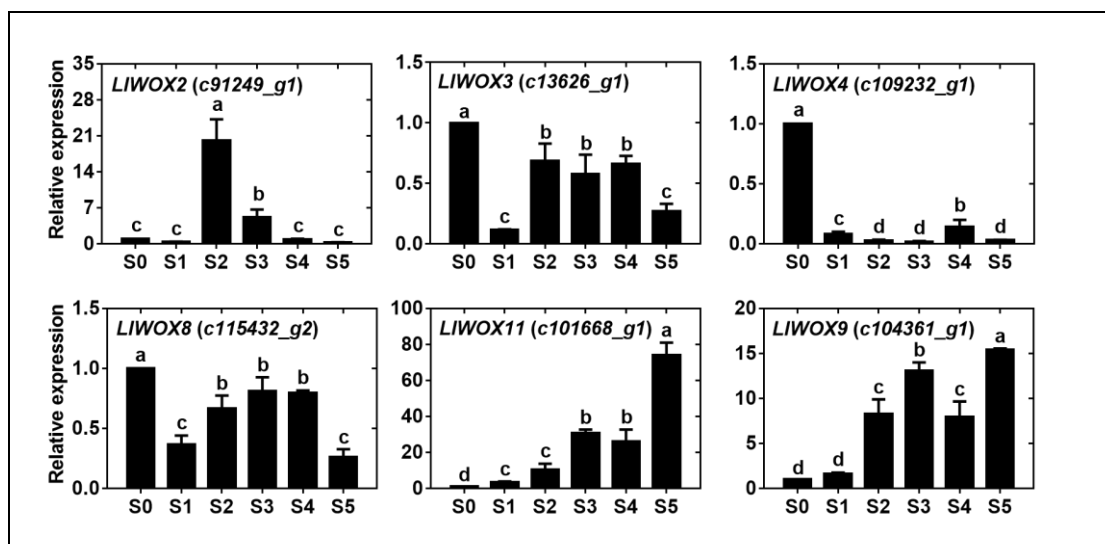 LlWOX2 (c91249_g1)
Relative expression
35
28
21
14
7
0
c c a b c c
S0 S1 S2 S3 S4 S5
LlWOX3 (c13626_g1)
1.5
1.0
0.5
0.0
a c b b b c
S0 S1 S2 S3 S4 S5
LlWOX4 (c109232_g1)
1.5
1.0
0.5
0.0
a c d d b d
S0 S1 S2 S3 S4 S5
LlWOX8 (c115432_g2)
Relative expression
1.5
1.0
0.5
0.0
a c b b b c
S0 S1 S2 S3 S4 S5
LlWOX11 (c101668_g1)
100
80
60
40
20
0
d c c b b a
S0 S1 S2 S3 S4 S5
LlWOX9 (c104361_g1)
20
15
10
5
0
d d c b c a
S0 S1 S2 S3 S4 S5